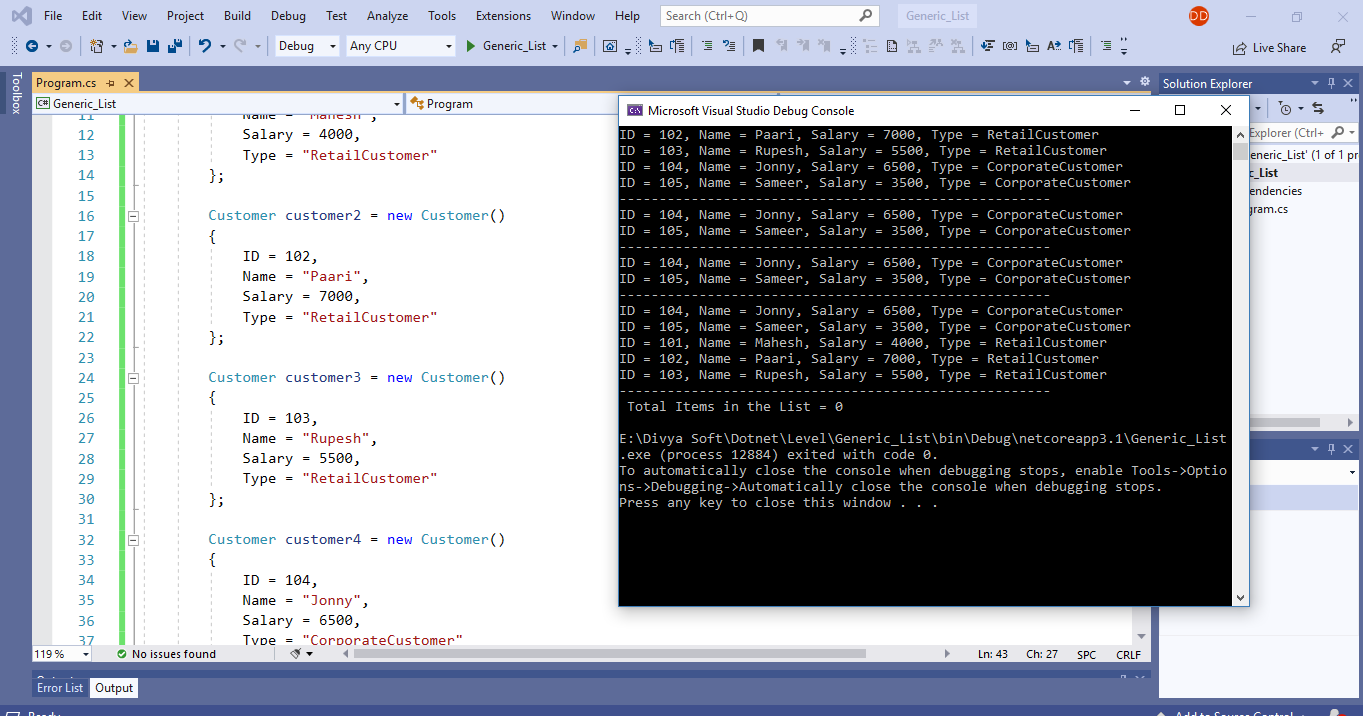 File Edit View Project Build Debug Test Analyze Tools Extensions Window Help Search (Ctrl+Q) Generic_List DD
Debug Any CPU Generic_List Live Share
Toolbox
Program.cs
Generic_List Program
11 Name = "Mahesh",
12 Salary = 4000,
13 Type = "RetailCustomer"
14 };
15
16 Customer customer2 = new Customer()
17 {
18 ID = 102,
19 Name = "Paari",
20 Salary = 7000,
21 Type = "RetailCustomer"
22 };
23
24 Customer customer3 = new Customer()
25 {
26 ID = 103,
27 Name = "Rupesh",
28 Salary = 5500,
29 Type = "RetailCustomer"
30 };
31
32 Customer customer4 = new Customer()
33 {
34 ID = 104,
35 Name = "Jonny",
36 Salary = 6500,
37 Type = "CorporateCustomer"
119 % No issues found Ln: 43 Ch: 27 SPC CRLF
Output
Error List Output
Ready Add to Source Control
Microsoft Visual Studio Debug Console
ID = 102, Name = Paari, Salary = 7000, Type = RetailCustomer
ID = 103, Name = Rupesh, Salary = 5500, Type = RetailCustomer
ID = 104, Name = Jonny, Salary = 6500, Type = CorporateCustomer
ID = 105, Name = Sameer, Salary = 3500, Type = CorporateCustomer
------------------------------------------------------
ID = 104, Name = Jonny, Salary = 6500, Type = CorporateCustomer
ID = 105, Name = Sameer, Salary = 3500, Type = CorporateCustomer
------------------------------------------------------
ID = 104, Name = Jonny, Salary = 6500, Type = CorporateCustomer
ID = 105, Name = Sameer, Salary = 3500, Type = CorporateCustomer
------------------------------------------------------
ID = 104, Name = Jonny, Salary = 6500, Type = CorporateCustomer
ID = 105, Name = Sameer, Salary = 3500, Type = CorporateCustomer
ID = 101, Name = Mahesh, Salary = 4000, Type = RetailCustomer
ID = 102, Name = Paari, Salary = 7000, Type = RetailCustomer
ID = 103, Name = Rupesh, Salary = 5500, Type = RetailCustomer
------------------------------------------------------
Total Items in the List = 0
E:\Divya Soft\Dotnet\Level\Generic_List\bin\Debug\netcoreapp3.1\Generic_List
.exe (process 12884) exited with code 0.
To automatically close the console when debugging stops, enable Tools->Optio
ns->Debugging->Automatically close the console when debugging stops.
Press any key to close this window . . .
Solution Explorer
Explorer (Ctrl+
eneric_List' (1 of 1 pr
c_List
endencies
gram.cs